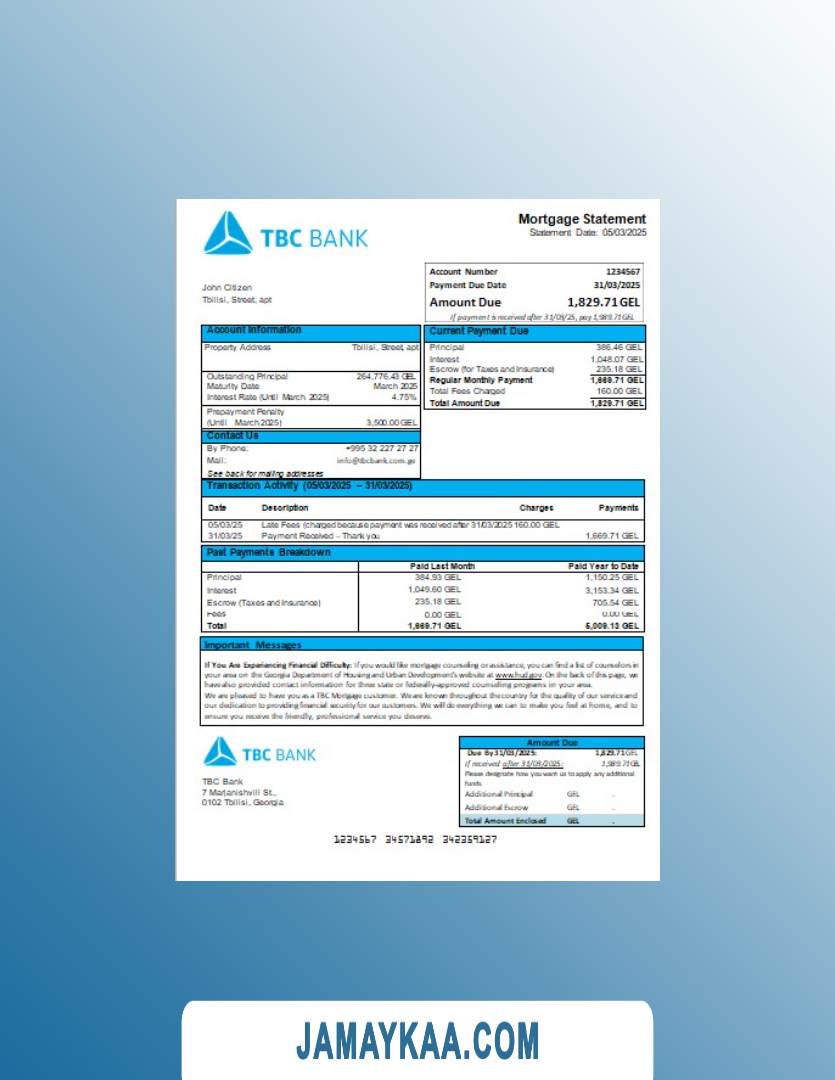 TBC BANK
Mortgage Statement
Statement Date: 05/03/2025
John Citizen
Tbilisi, Street, apt
Account Number 1234567
Payment Due Date 31/03/2025
Amount Due 1,829.71 GEL
If payment is received after 31/03/25, pay 1,989.71 GEL
Account Information
Property Address Tbilisi, Street, apt
Outstanding Principal 264,776.43 GEL
Maturity Date March 2025
Interest Rate (Until March 2025) 4.75%
Prepayment Penalty
(Until March 2025) 3,500.00 GEL
Contact Us
By Phone: +995 32 227 27 27
Mail: info@tbcbank.com.ge
See back for mailing addresses
Current Payment Due
Principal 386.46 GEL
Interest 1,048.07 GEL
Escrow (for Taxes and Insurance) 235.18 GEL
Regular Monthly Payment 1,669.71 GEL
Total Fees Charged 160.00 GEL
Total Amount Due 1,829.71 GEL
Transaction Activity (05/03/2025 – 31/03/2025)
Date Description Charges Payments
05/03/25 Late Fees (charged because payment was received after 31/03/2025 160.00 GEL
31/03/25 Payment Received – Thank you 1,669.71 GEL
Past Payments Breakdown
Paid Last Month Paid Year to Date
Principal 384.93 GEL 1,150.25 GEL
Interest 1,049.60 GEL 3,153.34 GEL
Escrow (Taxes and Insurance) 235.18 GEL 705.54 GEL
Fees 0.00 GEL 0.00 GEL
Total 1,669.71 GEL 5,009.13 GEL
Important Messages
If You Are Experiencing Financial Difficulty: If you would like mortgage counseling or assistance, you can find a list of counselors in
your area on the Georgia Department of Housing and Urban Development's website at www.hud.gov. On the back of this page, we
have also provided contact information for three state or federally-approved counseling programs in your area.
We are pleased to have you as a TBC Mortgage customer. We are known throughout the country for the quality of our service and
our dedication to providing financial security for our customers. We will do everything we can to make you feel at home, and to
ensure you receive the friendly, professional service you deserve.
TBC BANK
TBC Bank
7 Marjanishvili St.,
0102 Tbilisi, Georgia
Amount Due
Due By 31/03/2025: 1,829.71 GEL
If received after 31/03/2025: 1,989.71 GEL
Please designate how you want us to apply any additional
funds.
Additional Principal GEL .
Additional Escrow GEL .
Total Amount Enclosed GEL .
1234567 34571892 342359127
JAMAYKAA.COM